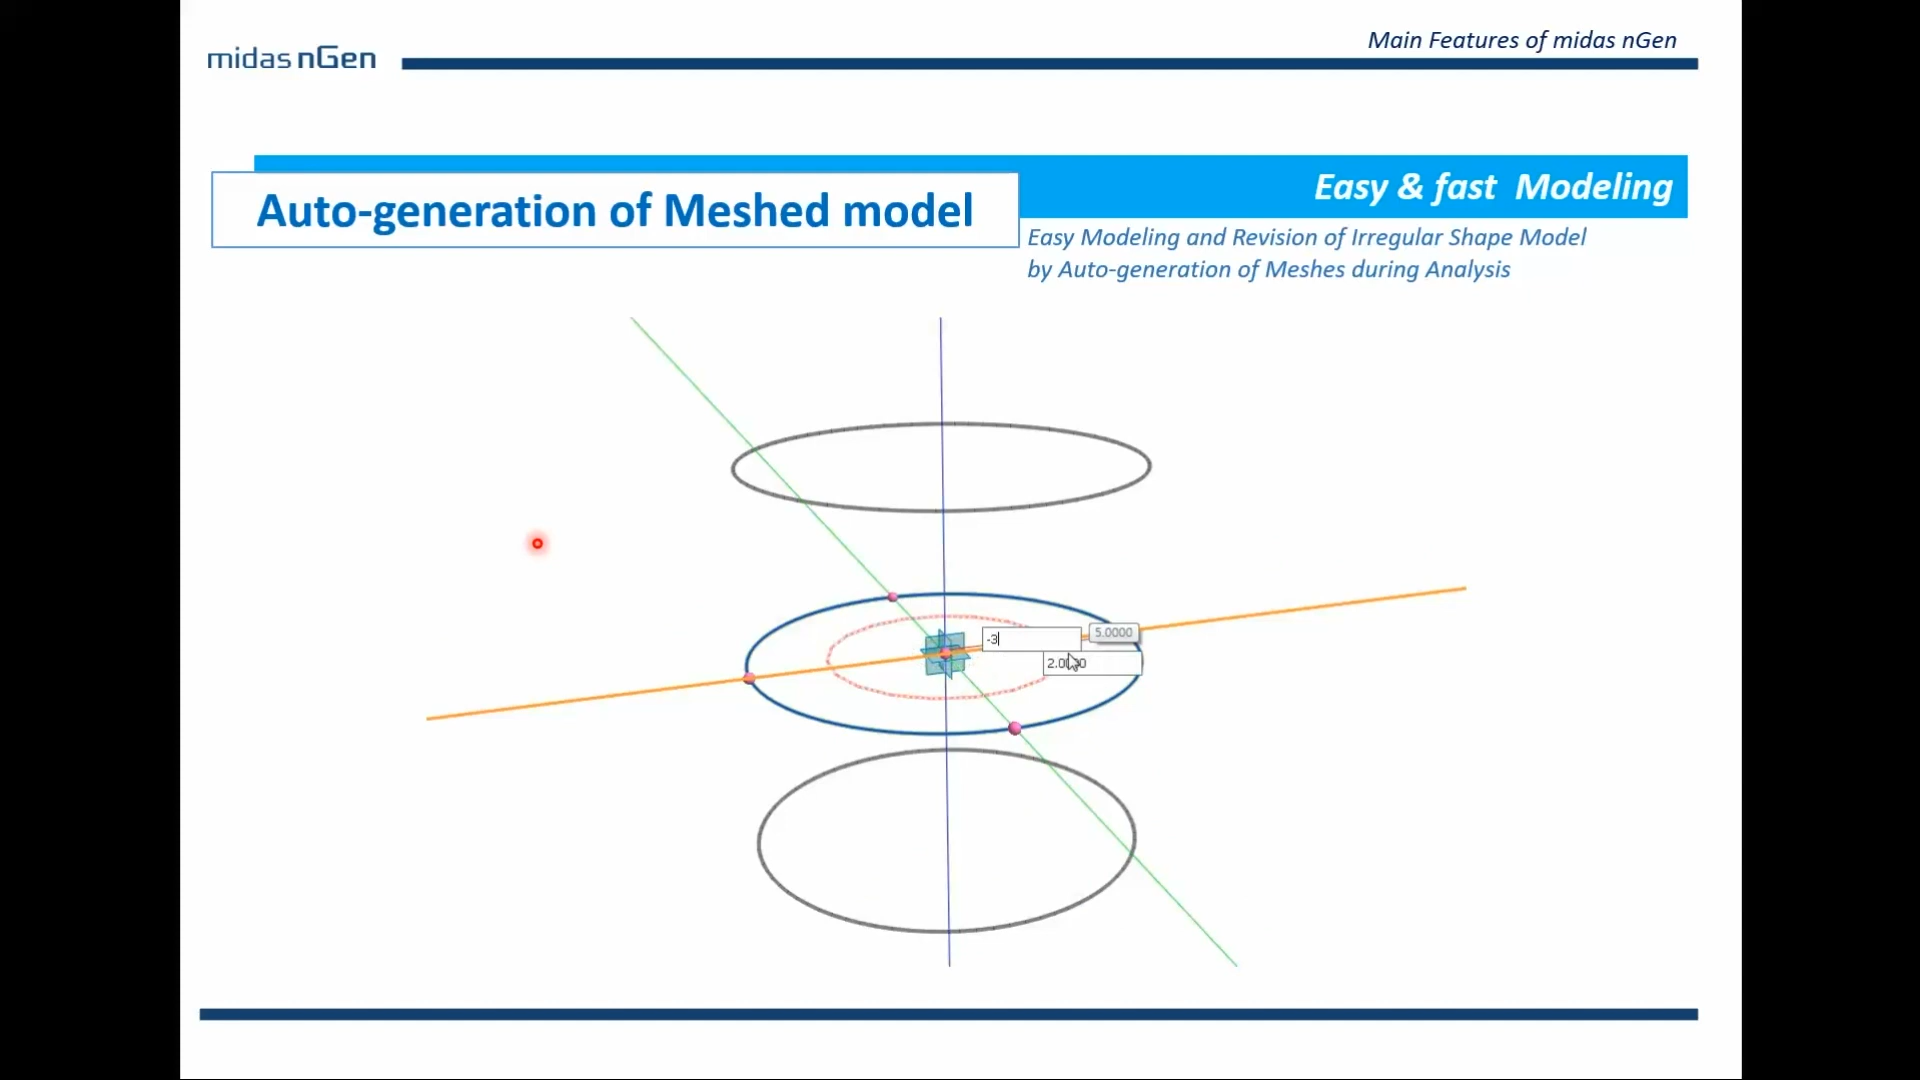 midas nGen
Main Features of midas nGen
Easy & fast Modeling
Auto-generation of Meshed model
Easy Modeling and Revision of Irregular Shape Model
by Auto-generation of Meshes during Analysis
-3
5.0000